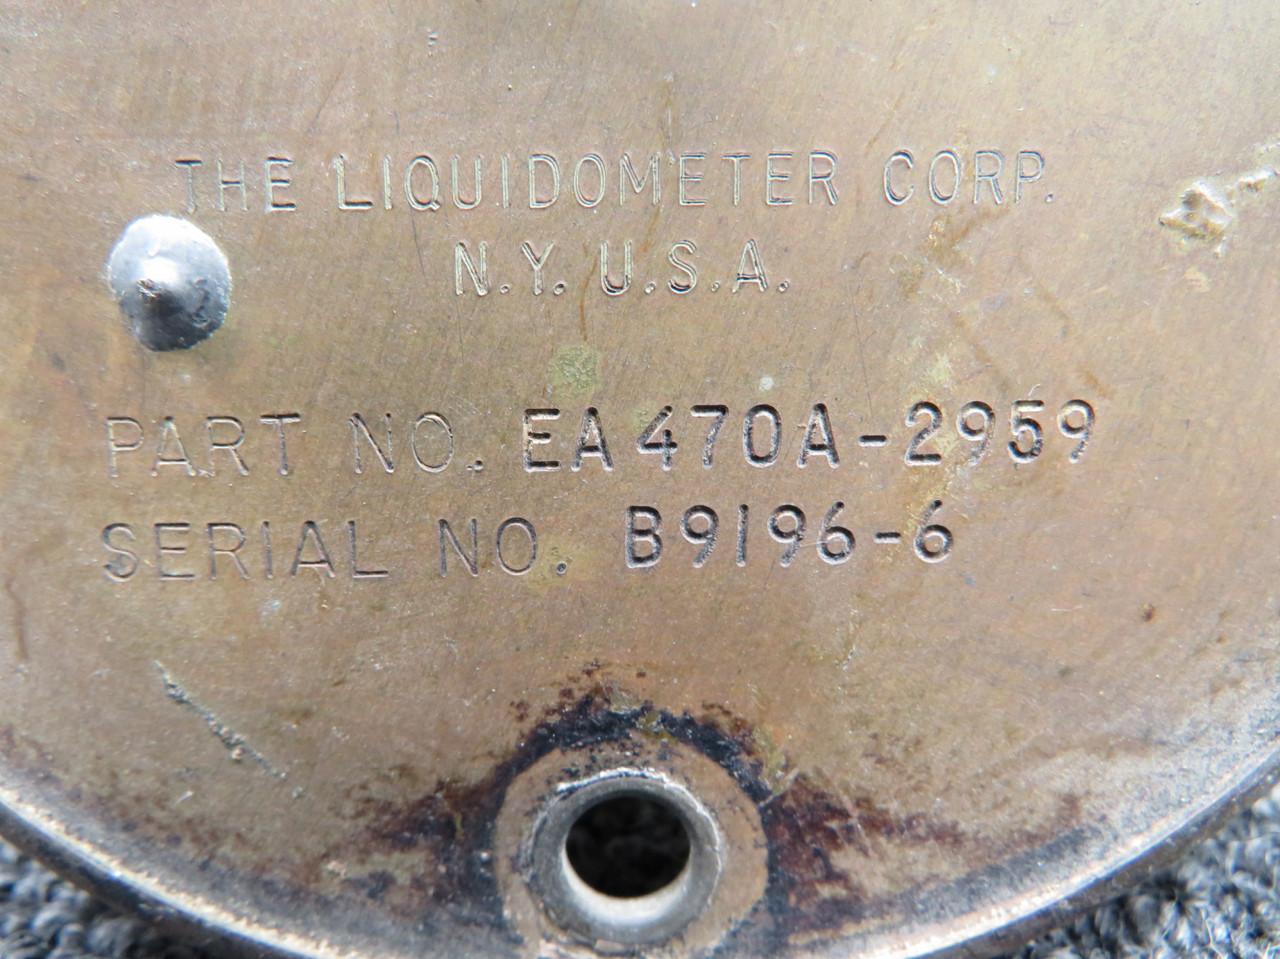 THE LIQUIDOMETER CORP.
N.Y. U.S.A.
PART NO. EA470A-2959
SERIAL NO. B9196-6